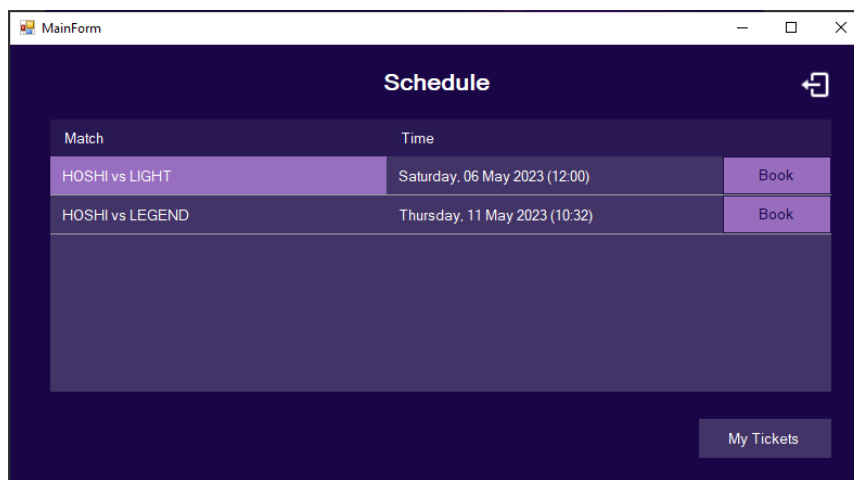 MainForm
Schedule
Match Time
HOSHI vs LIGHT Saturday, 06 May 2023 (12:00) Book
HOSHI vs LEGEND Thursday, 11 May 2023 (10:32) Book
My Tickets